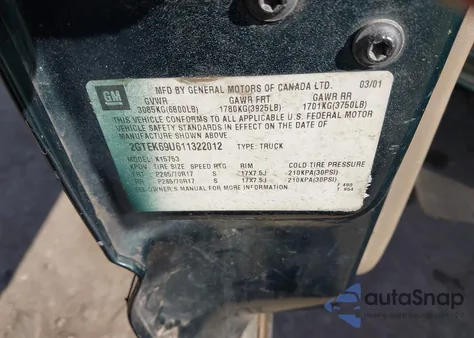 GM
MFD BY GENERAL MOTORS OF CANADA LTD. 03/01
GVWR GAWR FRT GAWR RR
3085KG(6800LB) 1780KG(3925LB) 1701KG(3750LB)
THIS VEHICLE CONFORMS TO ALL APPLICABLE U.S. FEDERAL MOTOR
VEHICLE SAFETY STANDARDS IN EFFECT ON THE DATE OF
MANUFACTURE SHOWN ABOVE.
2GTEK69U611322012 TYPE: TRUCK
MODEL: K15753
TIRE SIZE SPEED RTG RIM COLD TIRE PRESSURE
FRT P265/70R17 S 17X7.5J 210KPA(30PSI)
RR P265/70R17 S 17X7.5J 210KPA(30PSI)
SEE OWNER'S MANUAL FOR MORE INFORMATION.
autoSnap